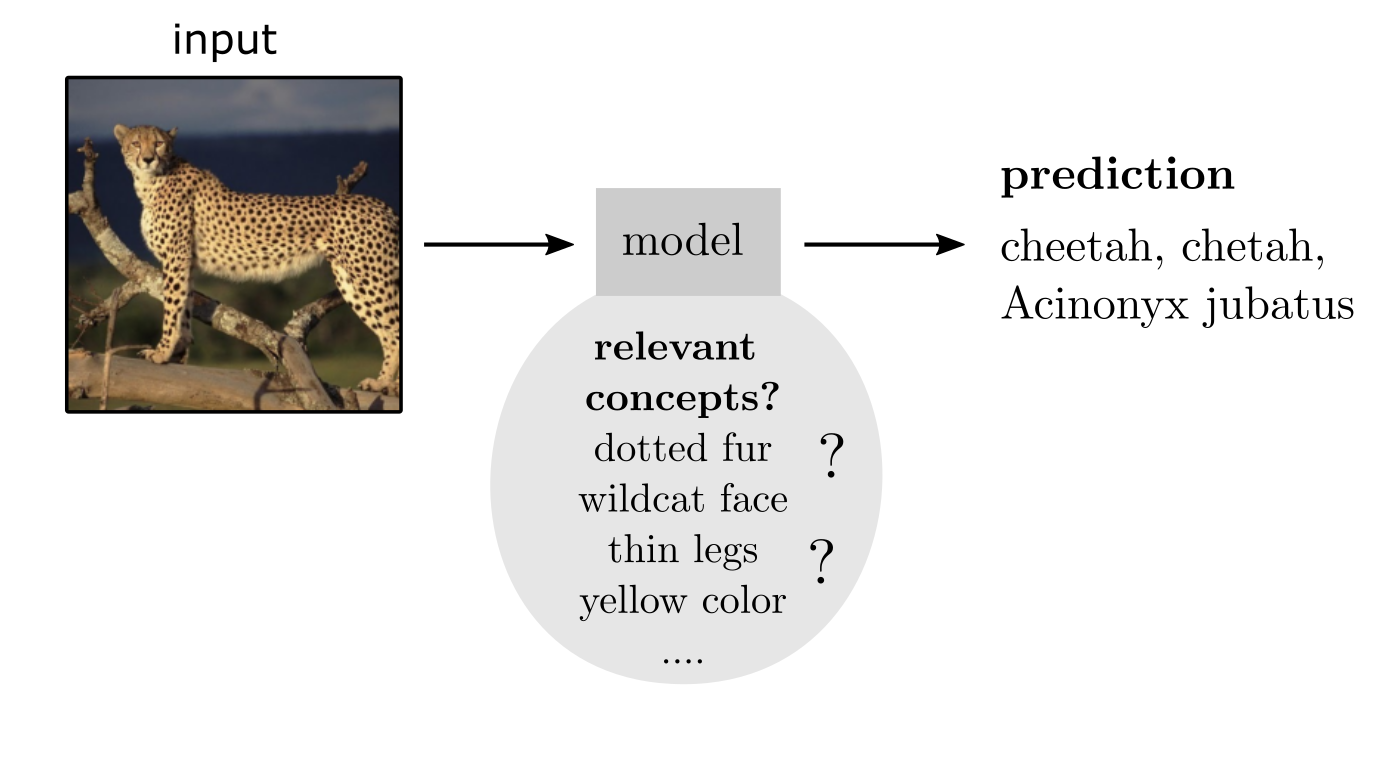 input
model
prediction
cheetah, chetah,
Acinonyx jubatus
relevant
concepts?
dotted fur ?
wildcat face
thin legs ?
yellow color
....